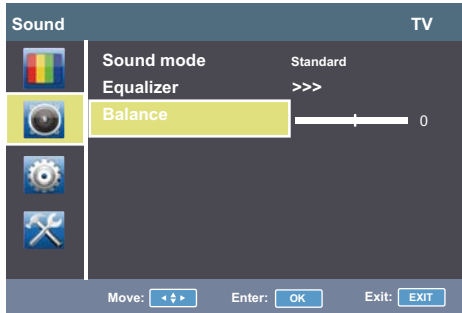 Sound TV
Sound mode Standard
Equalizer >>>
Balance 0
Move: Enter: OK Exit: EXIT